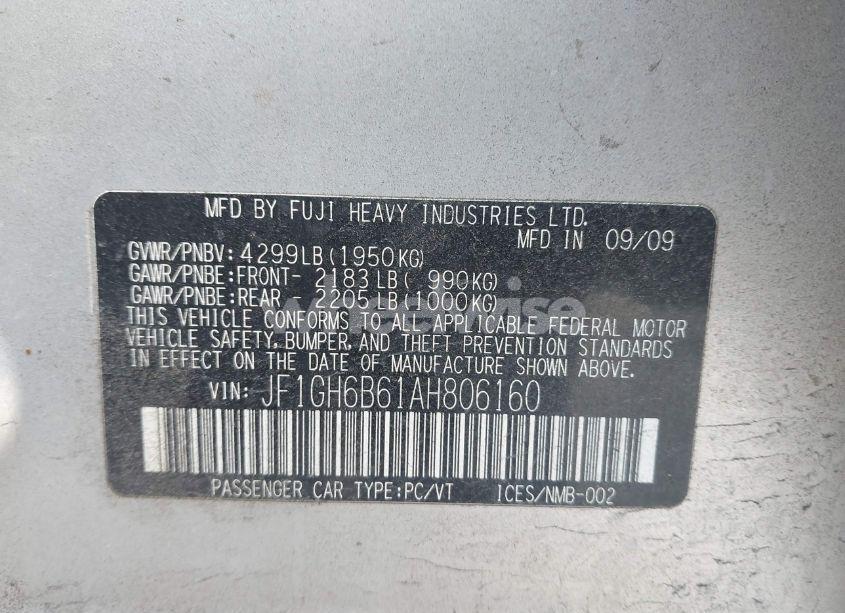 MFD BY FUJI HEAVY INDUSTRIES LTD.
MFD IN 09/09
GVWR/PNBV: 4299LB(1950KG)
GAWR/PNBE:FRONT- 2183LB( 990KG)
GAWR/PNBE:REAR 2205LB(1000KG)
THIS VEHICLE CONFORMS TO ALL APPLICABLE FEDERAL MOTOR
VEHICLE SAFETY, BUMPER, AND THEFT PREVENTION STANDARDS
IN EFFECT ON THE DATE OF MANUFACTURE SHOWN ABOVE.
VIN: JF1GH6B61AH806160
PASSENGER CAR TYPE:PC/VT ICES/NMB-002